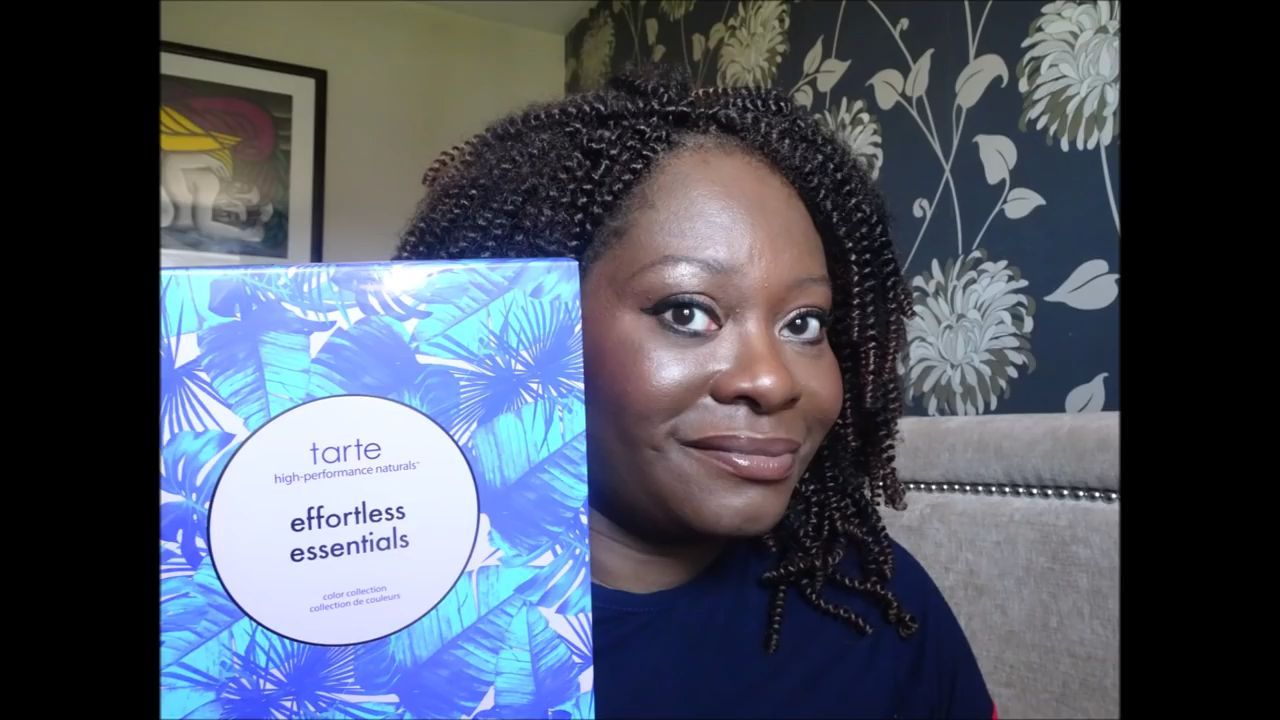 tarte
high-performance naturals™
effortless
essentials
color collection
collection de couleurs